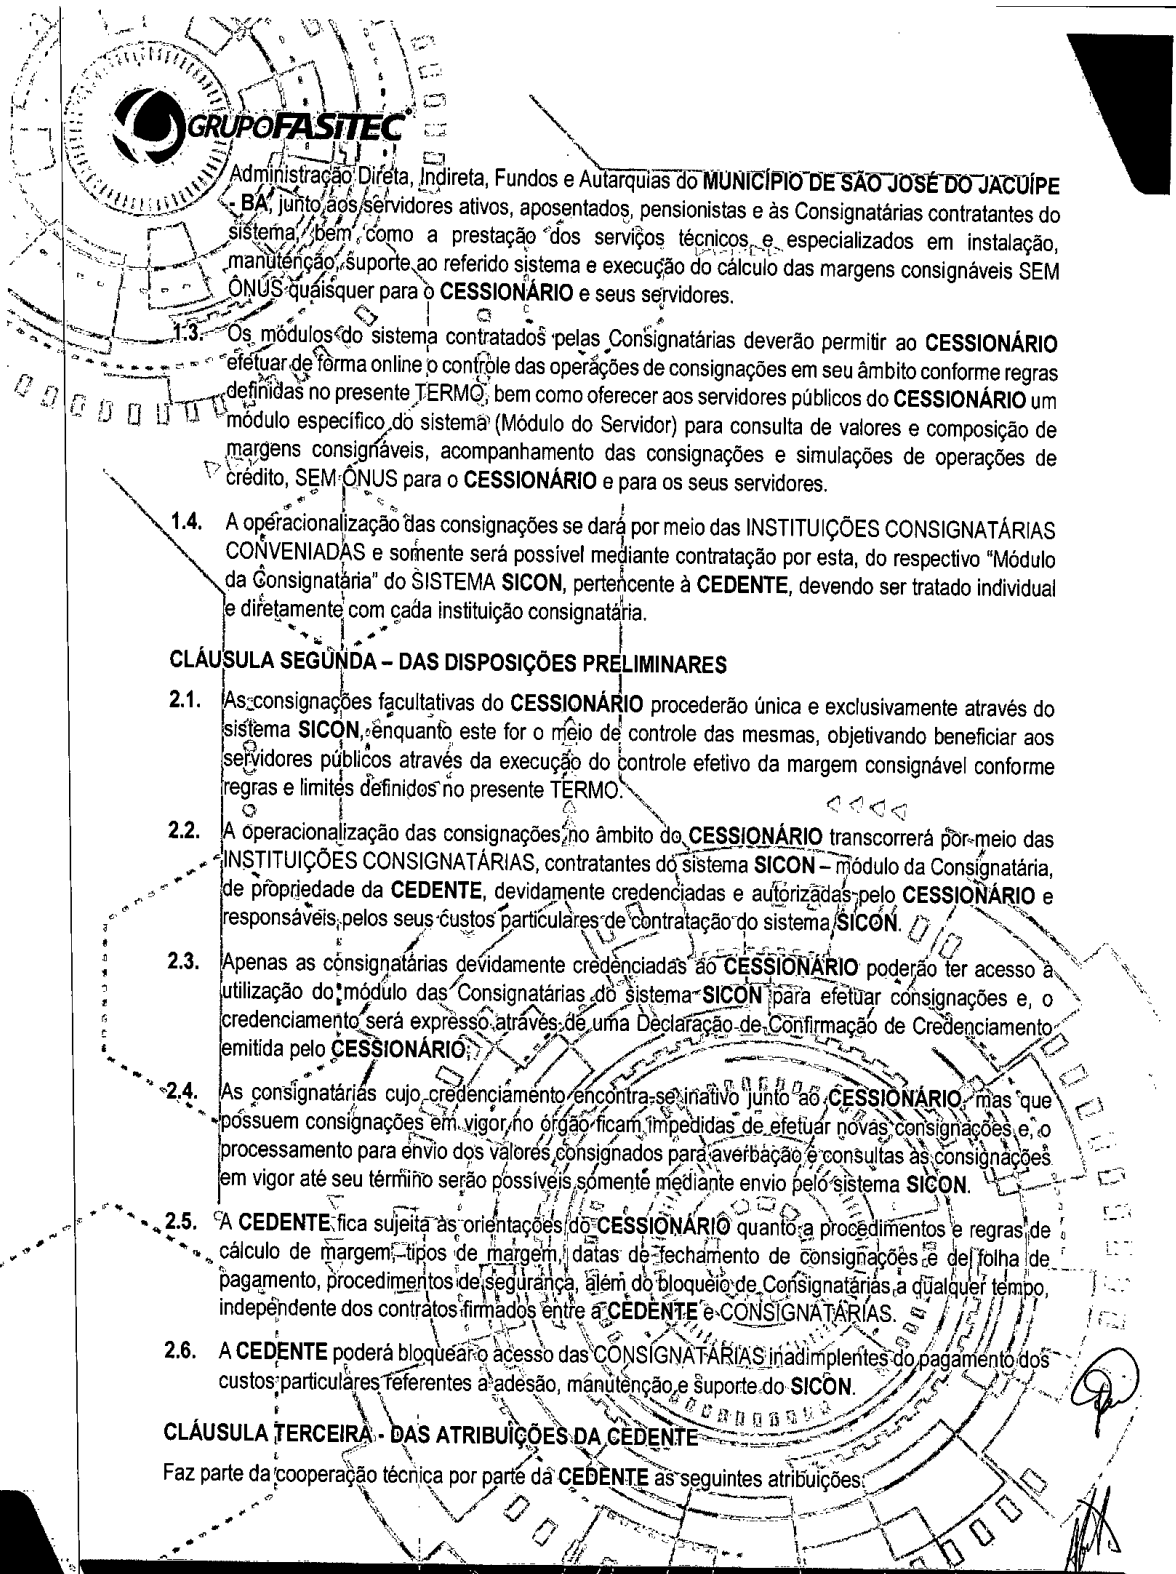 GRUPOFASITEC
Administração Direta, Indireta, Fundos e Autarquias do MUNICÍPIO DE SÃO JOSÉ DO JACUÍPE
- BA, junto aos servidores ativos, aposentados, pensionistas e às Consignatárias contratantes do
sistema, bem como a prestação dos serviços técnicos e especializados em instalação,
manutenção, suporte ao referido sistema e execução do cálculo das margens consignáveis SEM
ÔNUS quaisquer para o CESSIONÁRIO e seus servidores.
1.3. Os módulos do sistema contratados pelas Consignatárias deverão permitir ao CESSIONÁRIO
efetuar de forma online o controle das operações de consignações em seu âmbito conforme regras
definidas no presente TERMO, bem como oferecer aos servidores públicos do CESSIONÁRIO um
módulo específico do sistema (Módulo do Servidor) para consulta de valores e composição de
margens consignáveis, acompanhamento das consignações e simulações de operações de
crédito, SEM ÔNUS para o CESSIONÁRIO e para os seus servidores.
1.4. A operacionalização das consignações se dará por meio das INSTITUIÇÕES CONSIGNATÁRIAS
CONVENIADAS e somente será possível mediante contratação por esta, do respectivo “Módulo
da Consignatária” do SISTEMA SICON, pertencente à CEDENTE, devendo ser tratado individual
e diretamente com cada instituição consignatária.
CLÁUSULA SEGUNDA – DAS DISPOSIÇÕES PRELIMINARES
2.1. As consignações facultativas do CESSIONÁRIO procederão única e exclusivamente através do
sistema SICON, enquanto este for o meio de controle das mesmas, objetivando beneficiar aos
servidores públicos através da execução do controle efetivo da margem consignável conforme
regras e limites definidos no presente TERMO.
2.2. A operacionalização das consignações no âmbito do CESSIONÁRIO transcorrerá por meio das
INSTITUIÇÕES CONSIGNATÁRIAS, contratantes do sistema SICON – módulo da Consignatária,
de propriedade da CEDENTE, devidamente credenciadas e autorizadas pelo CESSIONÁRIO e
responsáveis pelos seus custos particulares de contratação do sistema SICON.
2.3. Apenas as consignatárias devidamente credenciadas ao CESSIONÁRIO poderão ter acesso à
utilização do módulo das Consignatárias do sistema SICON para efetuar consignações e, o
credenciamento será expresso através de uma Declaração de Confirmação de Credenciamento
emitida pelo CESSIONÁRIO;
2.4. As consignatárias cujo credenciamento encontra-se inativo junto ao CESSIONÁRIO, mas que
possuem consignações em vigor no órgão ficam impedidas de efetuar novas consignações e, o
processamento para envio dos valores consignados para averbação e consultas às consignações
em vigor até seu término serão possíveis somente mediante envio pelo sistema SICON.
2.5. A CEDENTE fica sujeita às orientações do CESSIONÁRIO quanto a procedimentos e regras de
cálculo de margem, tipos de margem, datas de fechamento de consignações e de folha de
pagamento, procedimentos de segurança, além do bloqueio de Consignatárias a qualquer tempo,
independente dos contratos firmados entre a CEDENTE e CONSIGNATÁRIAS.
2.6. A CEDENTE poderá bloquear o acesso das CONSIGNATÁRIAS inadimplentes do pagamento dos
custos particulares referentes a adesão, manutenção e suporte do SICON.
CLÁUSULA TERCEIRA - DAS ATRIBUIÇÕES DA CEDENTE
Faz parte da cooperação técnica por parte da CEDENTE as seguintes atribuições: